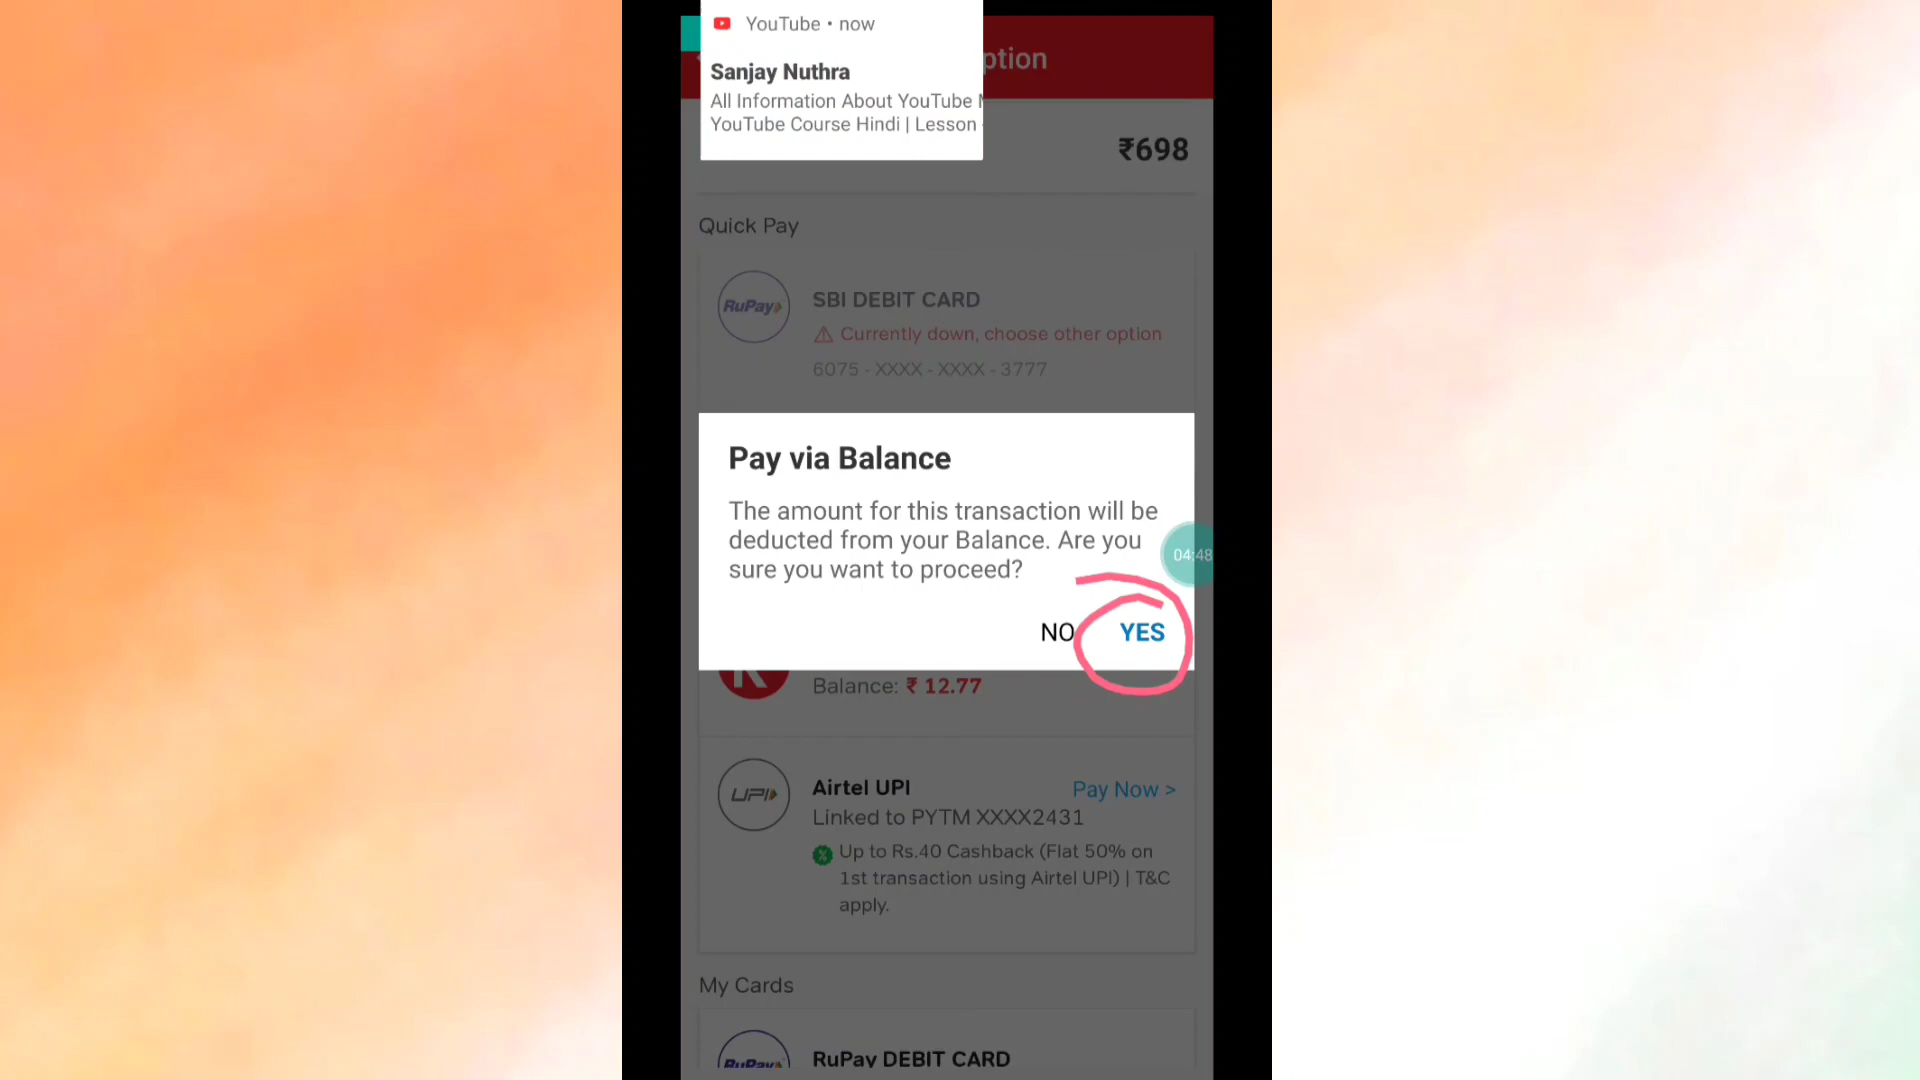 YouTube • now
Sanjay Nuthra
All Information About YouTube
YouTube Course Hindi | Lesson
ption
₹698
Quick Pay
RuPay
SBI DEBIT CARD
Currently down, choose other option
6075 - XXXX - XXXX - 3777
Pay via Balance
The amount for this transaction will be
deducted from your Balance. Are you
sure you want to proceed?
04:48
NO YES
Balance: ₹ 12.77
UPI
Airtel UPI Pay Now >
Linked to PYTM XXXX2431
Up to Rs.40 Cashback (Flat 50% on
1st transaction using Airtel UPI) | T&C
apply.
My Cards
RuPay
RuPay DEBIT CARD